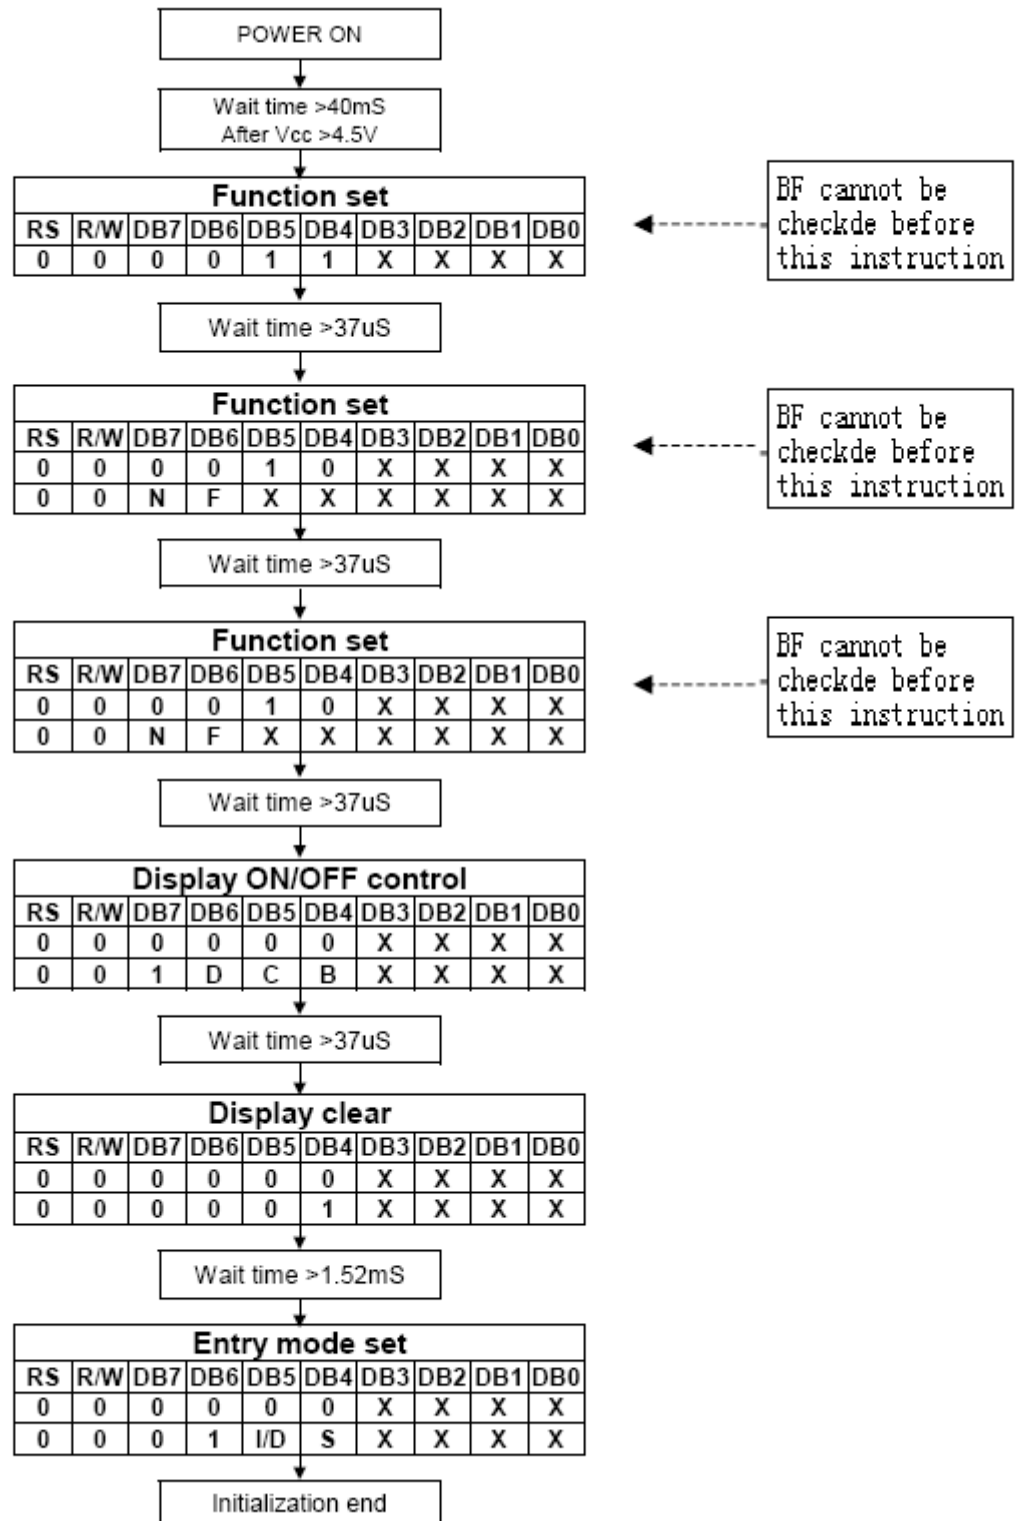 POWER ON
Wait time >40mS
After Vcc >4.5V
Function set
RS R/W DB7 DB6 DB5 DB4 DB3 DB2 DB1 DB0
0 0 0 0 1 1 X X X X
BF cannot be
checkde before
this instruction
Wait time >37uS
Function set
RS R/W DB7 DB6 DB5 DB4 DB3 DB2 DB1 DB0
0 0 0 0 1 0 X X X X
0 0 N F X X X X X X
BF cannot be
checkde before
this instruction
Wait time >37uS
Function set
RS R/W DB7 DB6 DB5 DB4 DB3 DB2 DB1 DB0
0 0 0 0 1 0 X X X X
0 0 N F X X X X X X
BF cannot be
checkde before
this instruction
Wait time >37uS
Display ON/OFF control
RS R/W DB7 DB6 DB5 DB4 DB3 DB2 DB1 DB0
0 0 0 0 0 0 X X X X
0 0 1 D C B X X X X
Wait time >37uS
Display clear
RS R/W DB7 DB6 DB5 DB4 DB3 DB2 DB1 DB0
0 0 0 0 0 0 X X X X
0 0 0 0 0 1 X X X X
Wait time >1.52mS
Entry mode set
RS R/W DB7 DB6 DB5 DB4 DB3 DB2 DB1 DB0
0 0 0 0 0 0 X X X X
0 0 0 1 I/D S X X X X
Initialization end